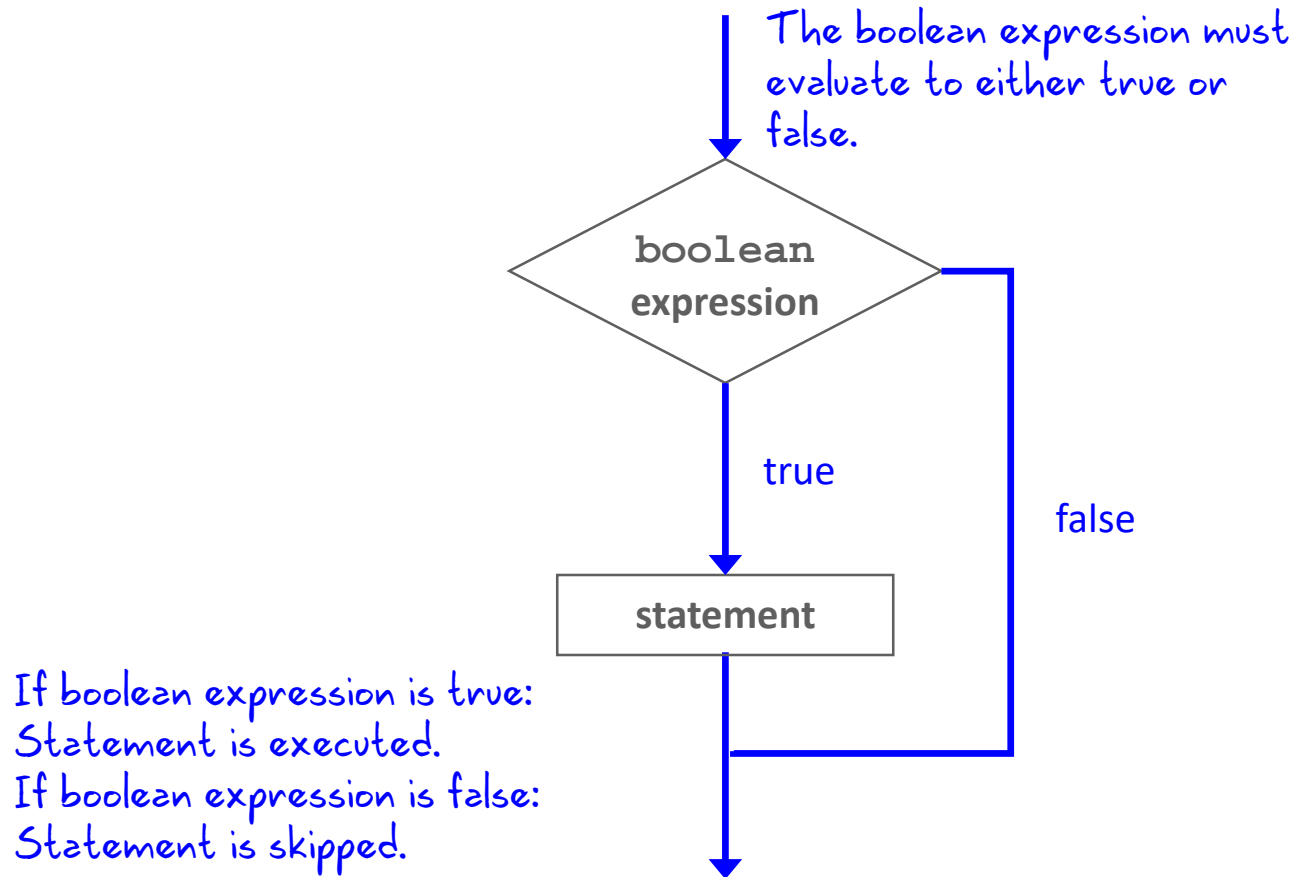 The boolean expression must
evaluate to either true or
false.
boolean
expression
true
false
statement
If boolean expression is true:
Statement is executed.
If boolean expression is false:
Statement is skipped.